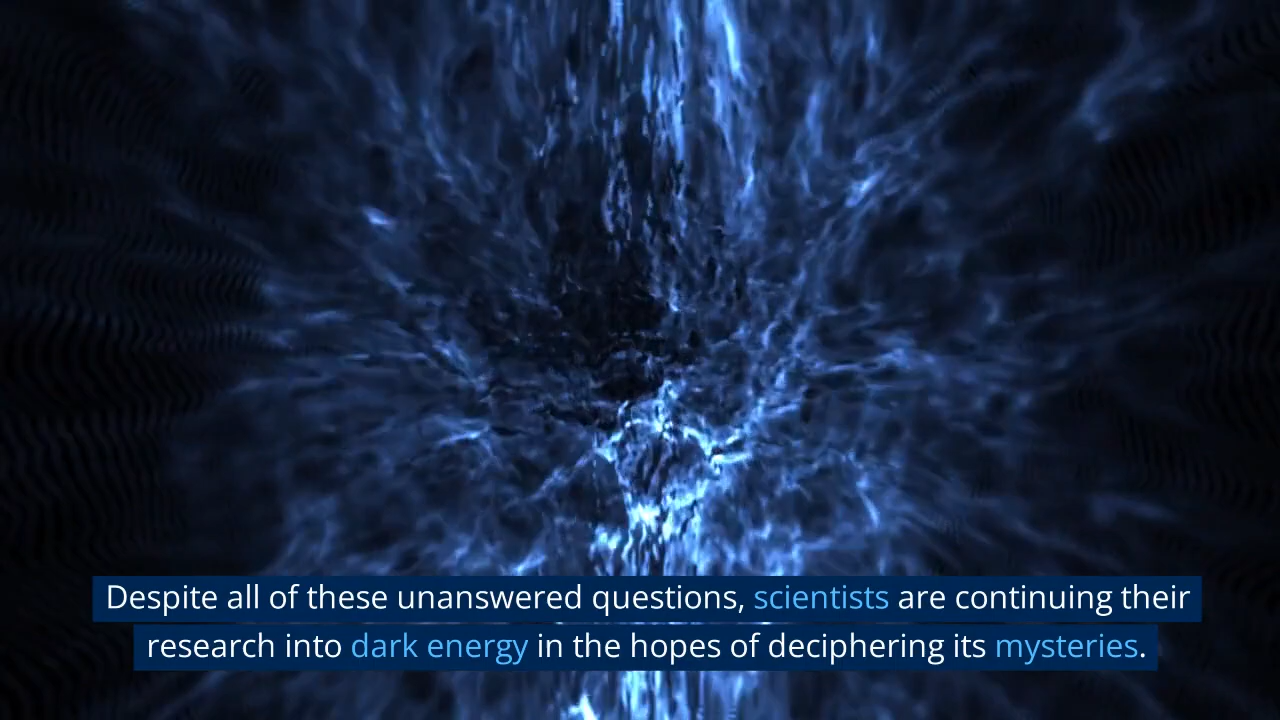 Despite all of these unanswered questions, scientists are continuing their
research into dark energy in the hopes of deciphering its mysteries.